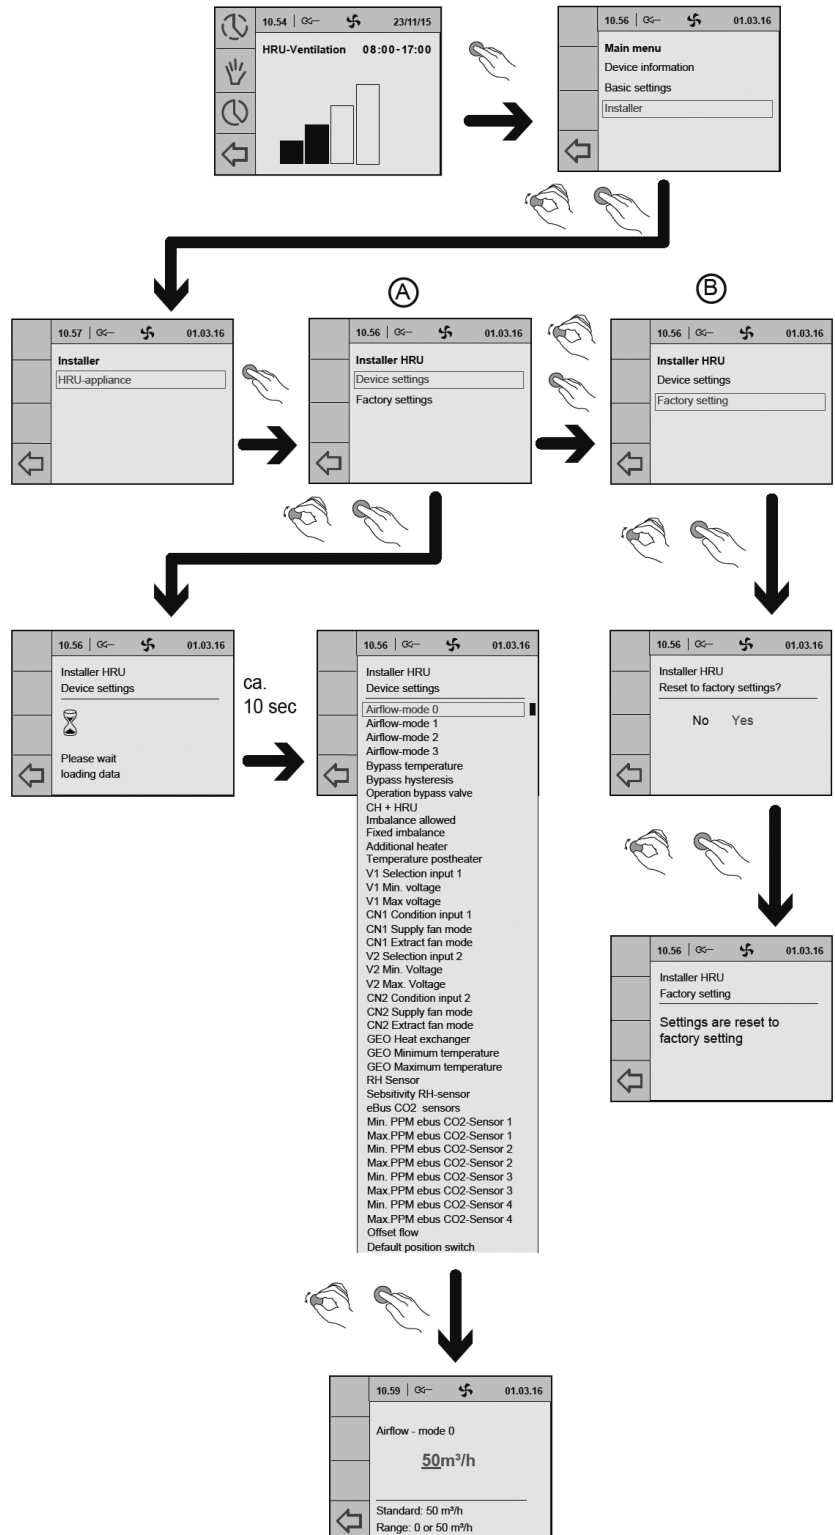 10.54 23/11/15
HRU-Ventilation 08:00-17:00
10.56 01.03.16
Main menu
Device information
Basic settings
Installer
10.57 01.03.16
Installer
HRU-appliance
A
10.56 01.03.16
Installer HRU
Device settings
Factory settings
B
10.56 01.03.16
Installer HRU
Device settings
Factory setting
10.56 01.03.16
Installer HRU
Device settings
Please wait
loading data
ca.
10 sec
10.56 01.03.16
Installer HRU
Device settings
Airflow-mode 0
Airflow-mode 1
Airflow-mode 2
Airflow-mode 3
Bypass temperature
Bypass hysteresis
Operation bypass valve
CH + HRU
Imbalance allowed
Fixed imbalance
Additional heater
Temperature postheater
V1 Selection input 1
V1 Min. voltage
V1 Max voltage
CN1 Condition input 1
CN1 Supply fan mode
CN1 Extract fan mode
V2 Selection input 2
V2 Min. Voltage
V2 Max. Voltage
CN2 Condition input 2
CN2 Supply fan mode
CN2 Extract fan mode
GEO Heat exchanger
GEO Minimum temperature
GEO Maximum temperature
RH Sensor
Sebsitivity RH-sensor
eBus CO2 sensors
Min. PPM ebus CO2-Sensor 1
Max.PPM ebus CO2-Sensor 1
Min. PPM ebus CO2-Sensor 2
Max.PPM ebus CO2-Sensor 2
Min. PPM ebus CO2-Sensor 3
Max.PPM ebus CO2-Sensor 3
Min. PPM ebus CO2-Sensor 4
Max.PPM ebus CO2-Sensor 4
Offset flow
Default position switch
10.56 01.03.16
Installer HRU
Reset to factory settings?
No Yes
10.56 01.03.16
Installer HRU
Factory setting
Settings are reset to
factory setting
10.59 01.03.16
Airflow - mode 0
50m³/h
Standard: 50 m³/h
Range: 0 or 50 m³/h